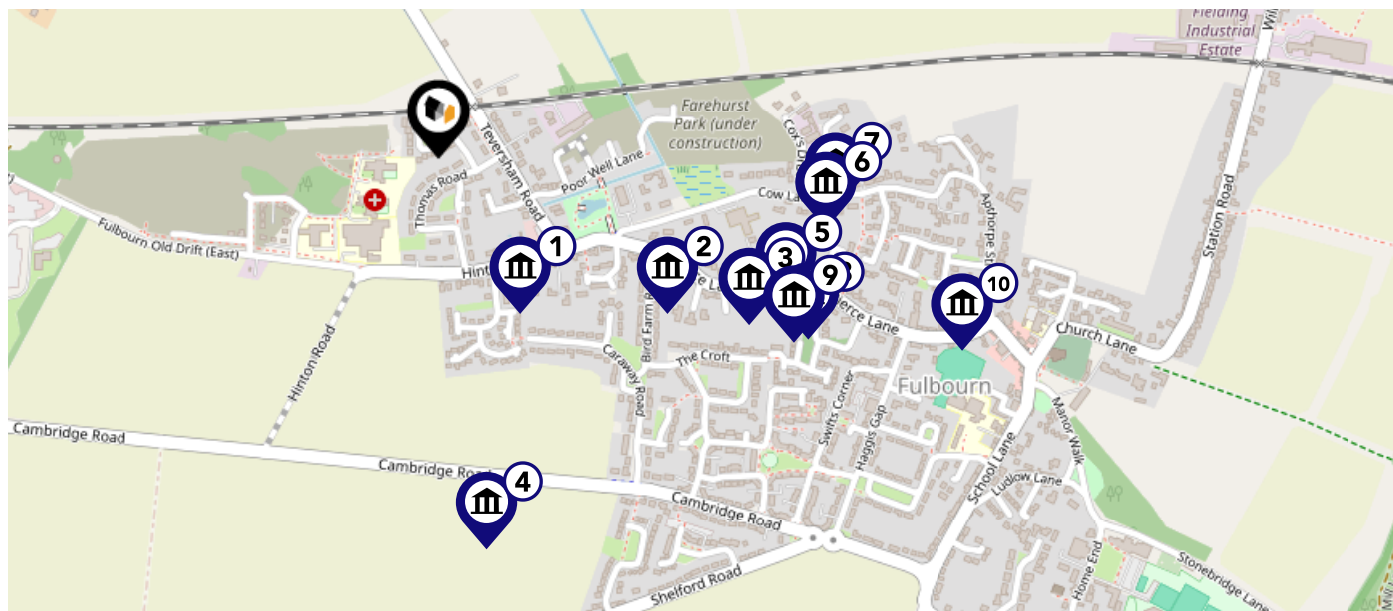 Fielding
Industrial
Estate
Farehurst
Park (under
construction)
7
6
Teversham Road
Poor Well Lane
Thomas Road
Cow La
Apthorpe St
Station Road
Fulbourn Old Drift (East)
1
2
5
3
9
10
Hint
erce Lane
Church Lane
Hinton Road
Bird Farm R
The Croft
Caraway Road
Fulbourn
Swifts Corner
Haggis Gap
Manor Walk
Cambridge Road
Cambridge Road
4
School Lane
Ludlow Lane
Cambridge Road
Shelford Road
Home End
Stonebridge Lane